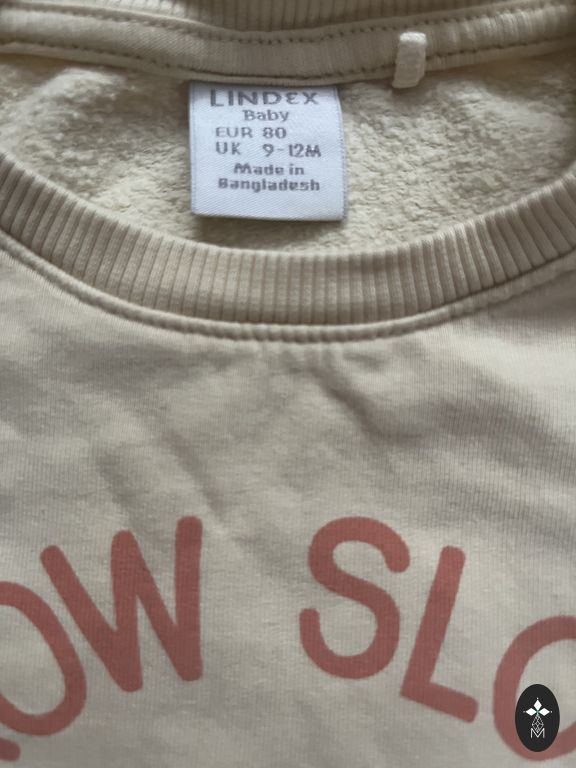 LINDEX
Baby
EUR 80
UK 9-12M
Made in
Bangladesh
OW SLO
M